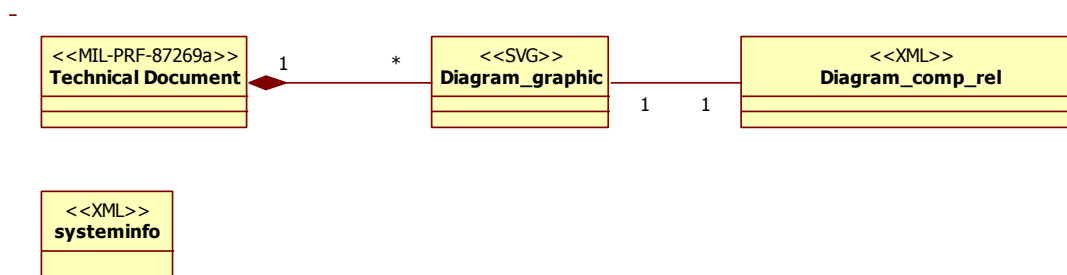 <<MIL-PRF-87269a>>
Technical Document
1
*
<<SVG>>
Diagram_graphic
1
1
<<XML>>
Diagram_comp_rel
<<XML>>
systeminfo